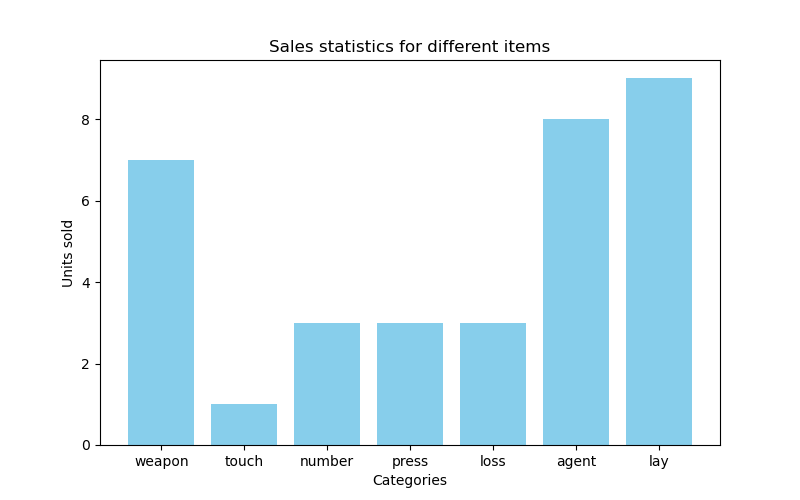 Sales statistics for different items
Units sold
8
6
4
2
0
weapon touch number press loss agent lay
Categories